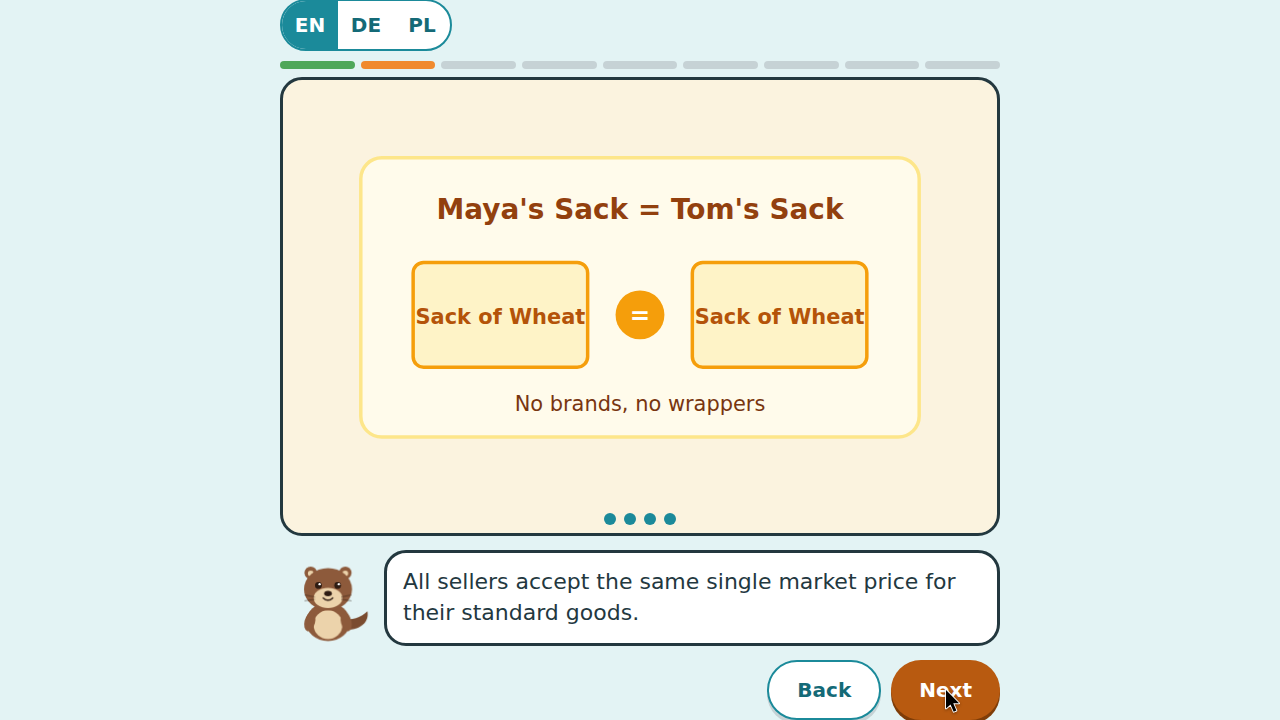 EN DE PL
Maya's Sack = Tom's Sack
Sack of Wheat = Sack of Wheat
No brands, no wrappers
All sellers accept the same single market price for
their standard goods.
Back Next